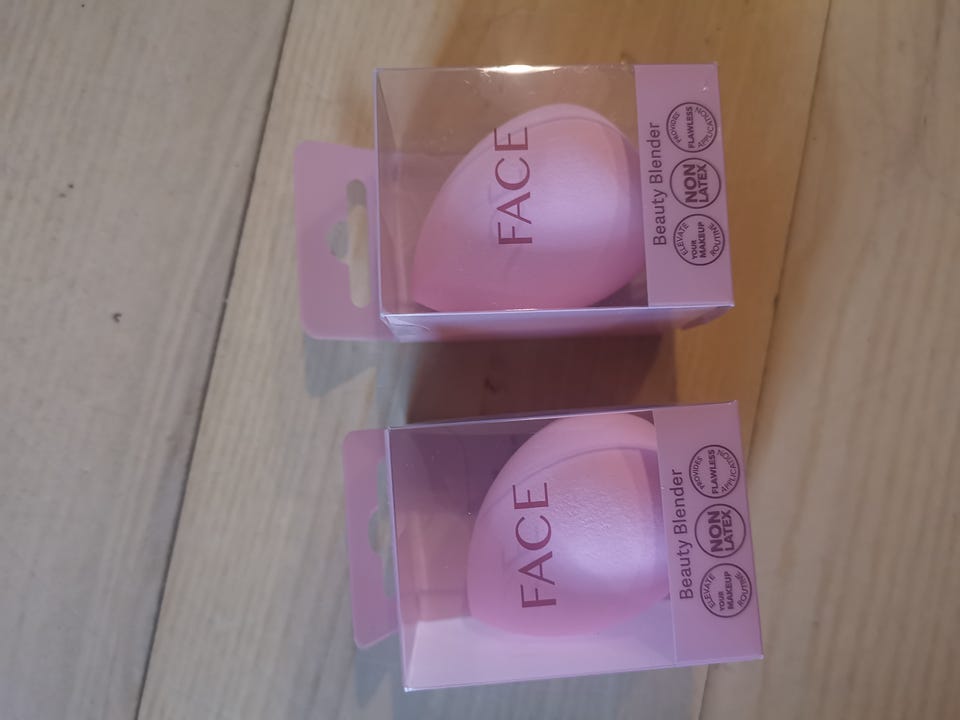 FACE
Beauty Blender
ELEVATE
YOUR
MAKEUP
ROUTINE
NON
LATEX
PROVIDES
FLAWLESS
APPLICATION
FACE
Beauty Blender
ELEVATE
YOUR
MAKEUP
ROUTINE
NON
LATEX
PROVIDES
FLAWLESS
APPLICATION